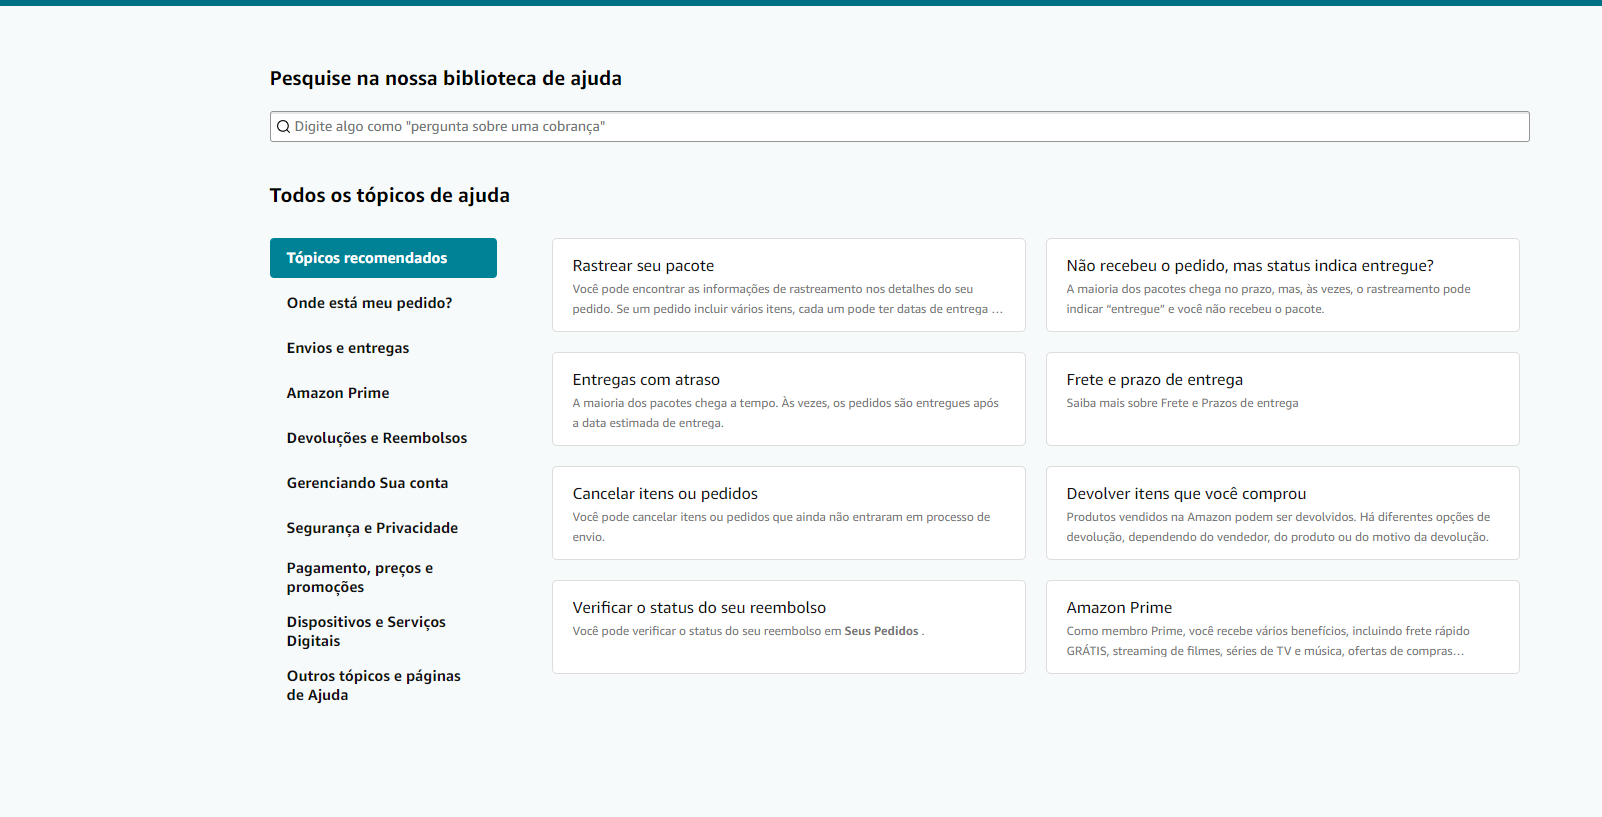 Pesquise na nossa biblioteca de ajuda
Digite algo como "pergunta sobre uma cobrança"
Todos os tópicos de ajuda
Tópicos recomendados
Onde está meu pedido?
Envios e entregas
Amazon Prime
Devoluções e Reembolsos
Gerenciando Sua conta
Segurança e Privacidade
Pagamento, preços e
promoções
Dispositivos e Serviços
Digitais
Outros tópicos e páginas
de Ajuda
Rastrear seu pacote
Você pode encontrar as informações de rastreamento nos detalhes do seu
pedido. Se um pedido incluir vários itens, cada um pode ter datas de entrega ...
Não recebeu o pedido, mas status indica entregue?
A maioria dos pacotes chega no prazo, mas, às vezes, o rastreamento pode
indicar “entregue” e você não recebeu o pacote.
Entregas com atraso
A maioria dos pacotes chega a tempo. Às vezes, os pedidos são entregues após
a data estimada de entrega.
Frete e prazo de entrega
Saiba mais sobre Frete e Prazos de entrega
Cancelar itens ou pedidos
Você pode cancelar itens ou pedidos que ainda não entraram em processo de
envio.
Devolver itens que você comprou
Produtos vendidos na Amazon podem ser devolvidos. Há diferentes opções de
devolução, dependendo do vendedor, do produto ou do motivo da devolução.
Verificar o status do seu reembolso
Você pode verificar o status do seu reembolso em Seus Pedidos .
Amazon Prime
Como membro Prime, você recebe vários benefícios, incluindo frete rápido
GRÁTIS, streaming de filmes, séries de TV e música, ofertas de compras...